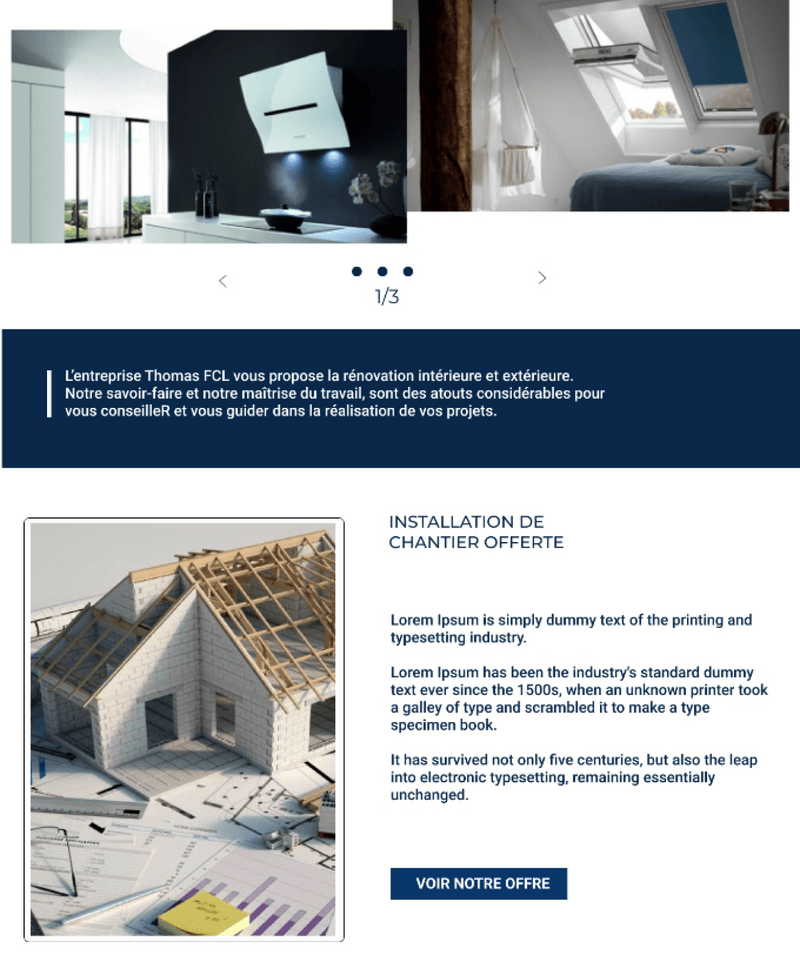 1/3
L'entreprise Thomas FCL vous propose la rénovation intérieure et extérieure.
Notre savoir-faire et notre maîtrise du travail, sont des atouts considérables pour
vous conseilleR et vous guider dans la réalisation de vos projets.
INSTALLATION DE
CHANTIER OFFERTE
Lorem Ipsum is simply dummy text of the printing and
typesetting industry.
Lorem Ipsum has been the industry's standard dummy
text ever since the 1500s, when an unknown printer took
a galley of type and scrambled it to make a type
specimen book.
It has survived not only five centuries, but also the leap
into electronic typesetting, remaining essentially
unchanged.
VOIR NOTRE OFFRE